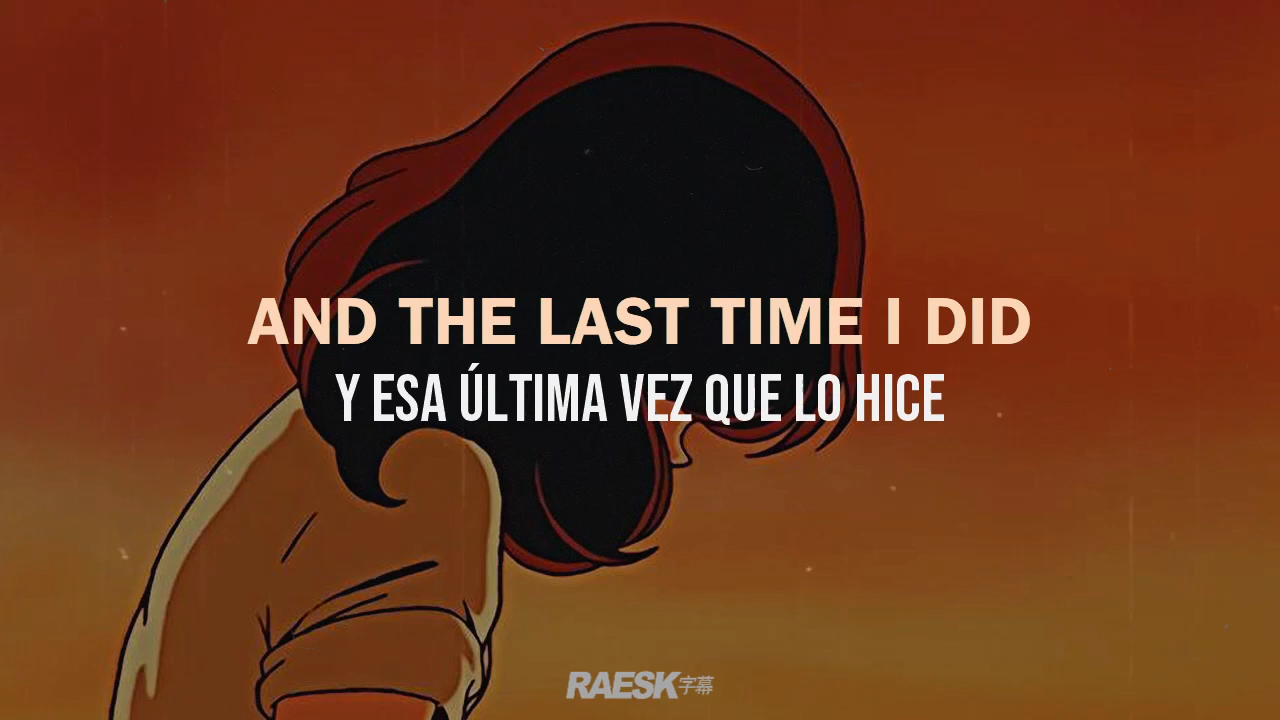 AND THE LAST TIME I DID
Y ESA ÚLTIMA VEZ QUE LO HICE
RAESK字幕